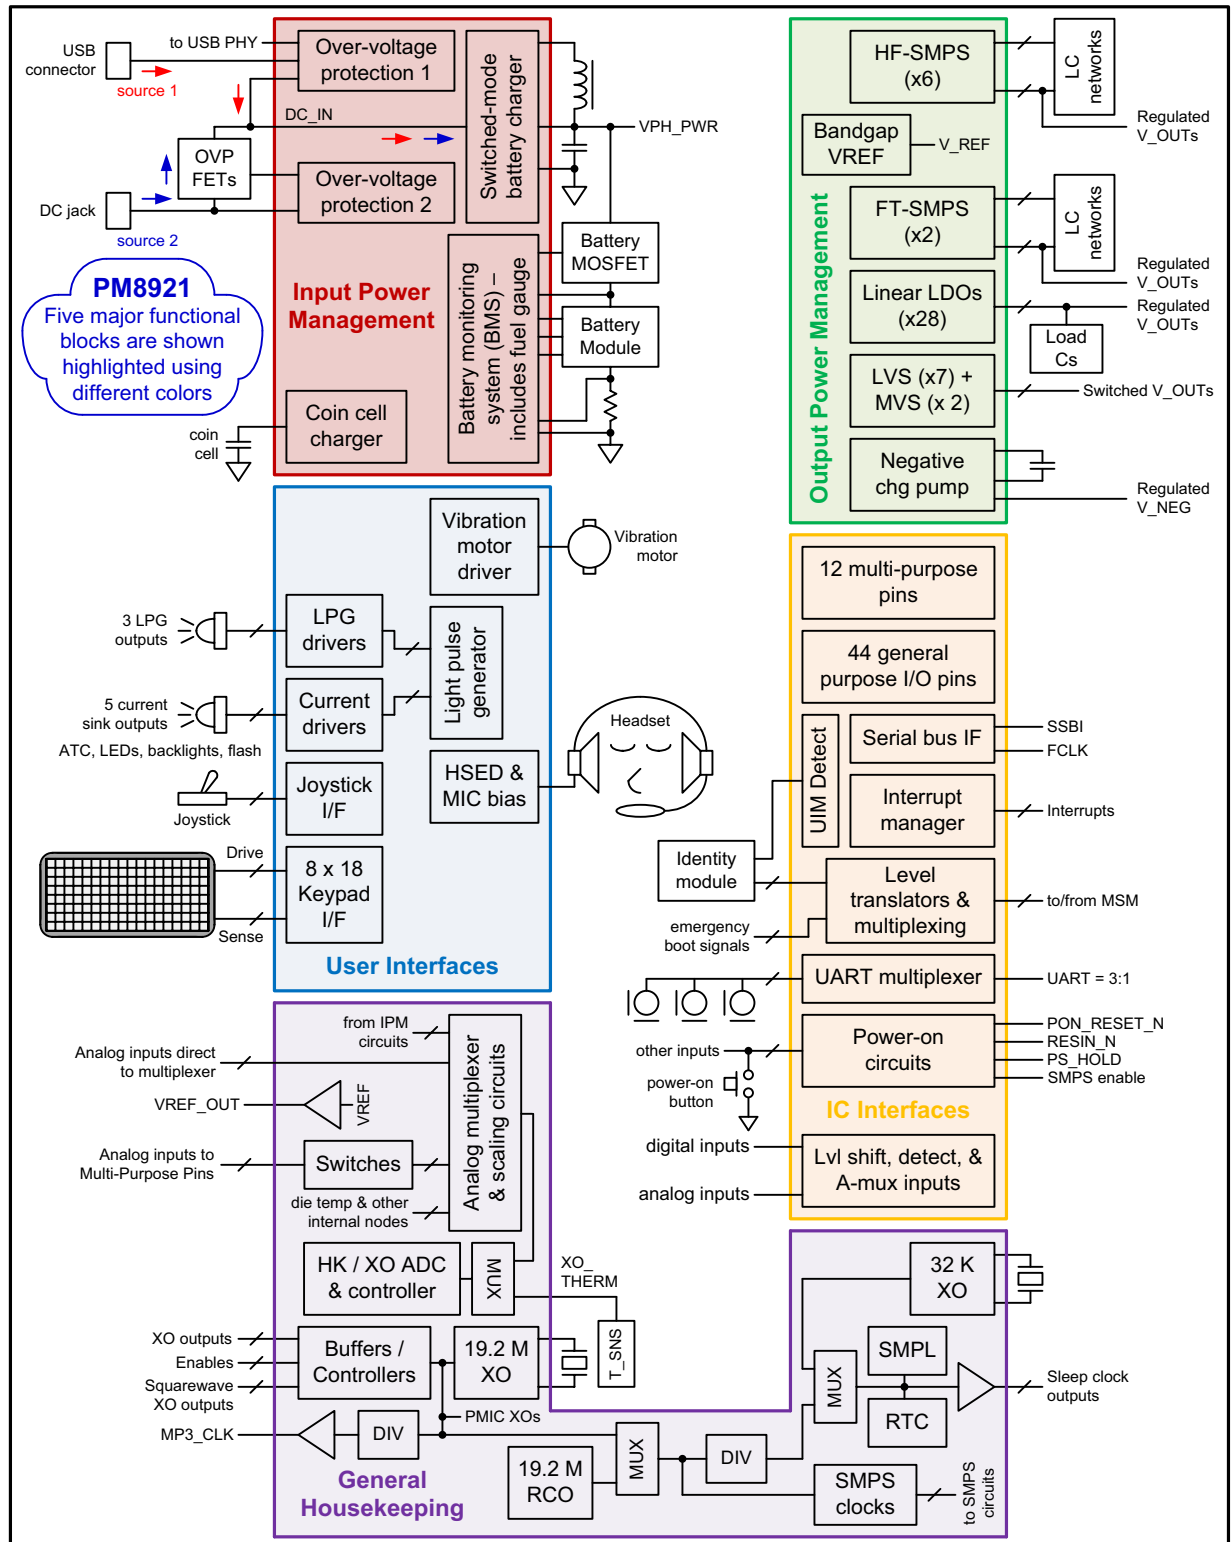 USB
connector
to USB PHY
source 1
Over-voltage
protection 1
DC_IN
OVP
FETs
Over-voltage
protection 2
DC jack
source 2
Switched-mode
battery charger
VPH_PWR
Battery
MOSFET
Battery
Module
Battery monitoring
system (BMS) –
includes fuel gauge
Input Power
Management
PM8921
Five major functional
blocks are shown
highlighted using
different colors
Coin cell
charger
coin
cell
HF-SMPS
(x6)
LC
networks
Regulated
V_OUTs
Bandgap
VREF
V_REF
FT-SMPS
(x2)
LC
networks
Regulated
V_OUTs
Linear LDOs
(x28)
Regulated
V_OUTs
Load
Cs
LVS (x7) +
MVS (x 2)
Switched V_OUTs
Negative
chg pump
Regulated
V_NEG
Output Power Management
Vibration
motor
driver
Vibration
motor
3 LPG
outputs
LPG
drivers
Light pulse
generator
5 current
sink outputs
Current
drivers
ATC, LEDs, backlights, flash
Joystick
Joystick
I/F
HSED &
MIC bias
Headset
Drive
Sense
8 x 18
Keypad
I/F
User Interfaces
12 multi-purpose
pins
44 general
purpose I/O pins
UIM Detect
Serial bus IF
SSBI
FCLK
Interrupt
manager
Interrupts
Identity
module
Level
translators &
multiplexing
to/from MSM
emergency
boot signals
UART multiplexer
UART = 3:1
other inputs
power-on
button
Power-on
circuits
PON_RESET_N
RESIN_N
PS_HOLD
SMPS enable
IC Interfaces
digital inputs
analog inputs
Lvl shift, detect, &
A-mux inputs
from IPM
circuits
Analog inputs direct
to multiplexer
VREF_OUT
VREF
Analog inputs to
Multi-Purpose Pins
Switches
die temp & other
internal nodes
Analog multiplexer
& scaling circuits
HK / XO ADC
& controller
MUX
XO_
THERM
T_SNS
XO outputs
Enables
Squarewave
XO outputs
Buffers /
Controllers
19.2 M
XO
PMIC XOs
MP3_CLK
DIV
General
Housekeeping
19.2 M
RCO
MUX
DIV
SMPS
clocks
to SMPS
circuits
32 K
XO
MUX
SMPL
RTC
Sleep clock
outputs